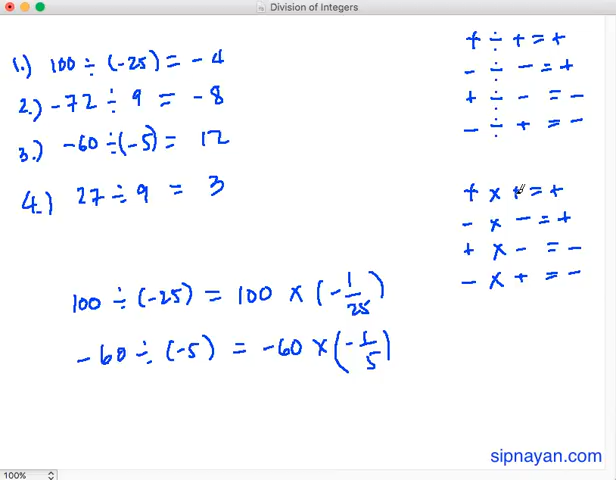 Division of Integers
1.) 100 ÷ (-25) = - 4
2.) - 72 ÷ 9 = - 8
3.) -60 ÷ (-5) = 12
4.) 27 ÷ 9 = 3
100 ÷ (-25) = 100 × (-1/25)
- 60 ÷ (-5) = -60 × (-1/5)
+ ÷ + = +
- ÷ - = +
+ ÷ - = -
- ÷ + = -
+ × + = +
- × - = +
+ × - = -
- × + = -
sipnayan.com
100%